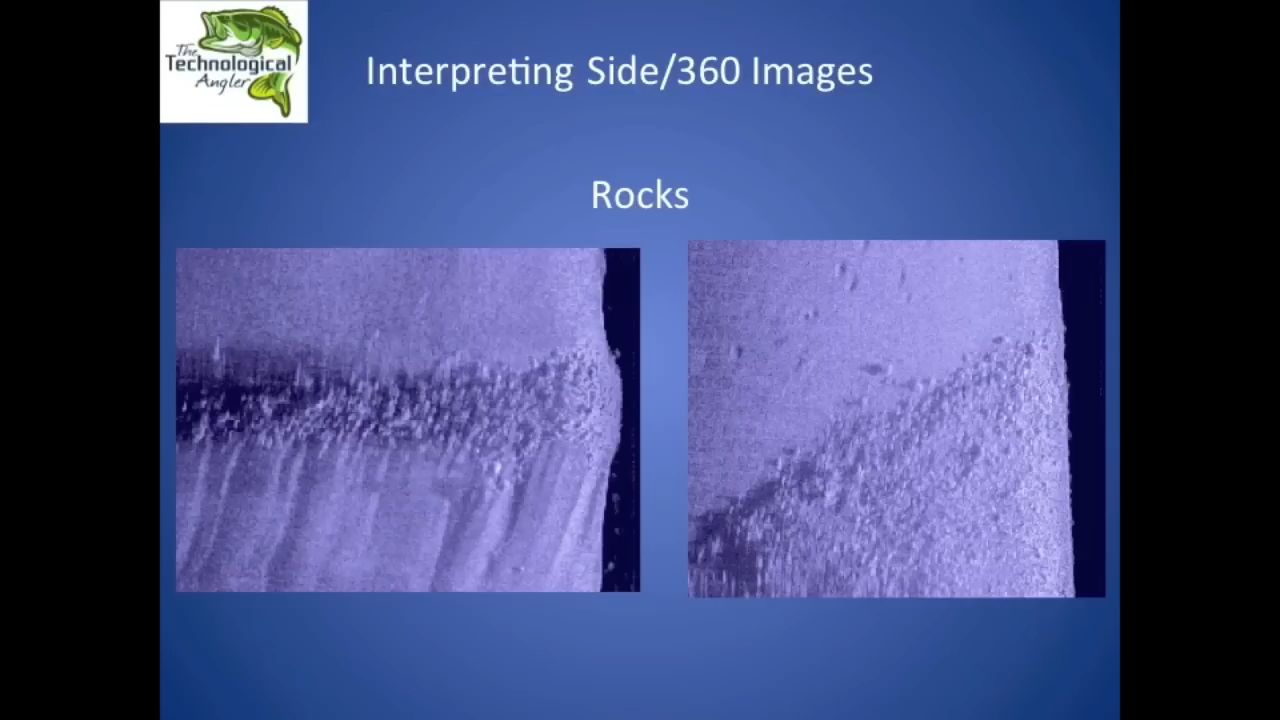 The
Technological
Angler
Interpreting Side/360 Images
Rocks